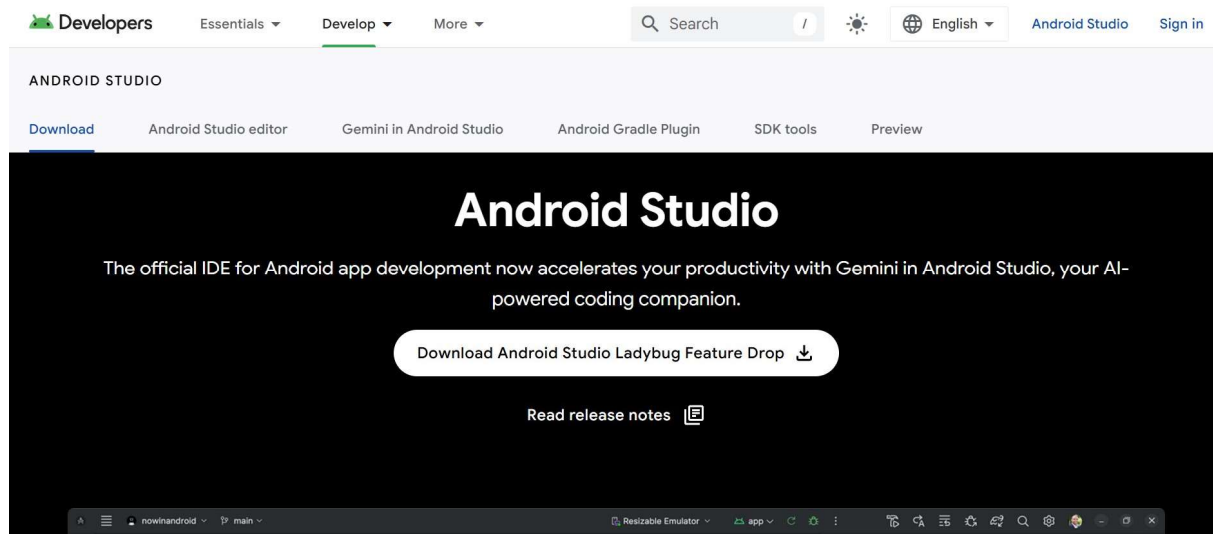 Developers Essentials Develop More Search / English Android Studio Sign in
ANDROID STUDIO
Download Android Studio editor Gemini in Android Studio Android Gradle Plugin SDK tools Preview
Android Studio
The official IDE for Android app development now accelerates your productivity with Gemini in Android Studio, your AI-
powered coding companion.
Download Android Studio Ladybug Feature Drop
Read release notes
nowinandroid main Resizable Emulator app